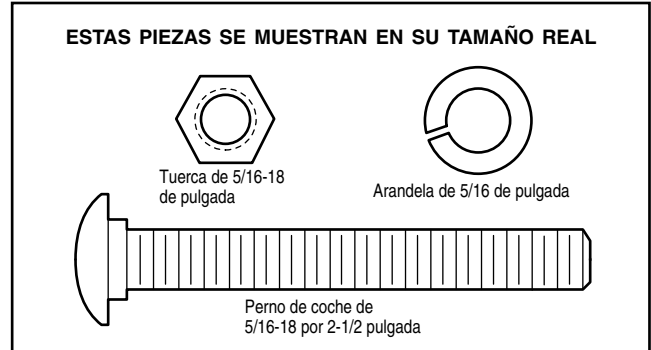 ESTAS PIEZAS SE MUESTRAN EN SU TAMAÑO REAL
Tuerca de 5/16-18
de pulgada
Arandela de 5/16 de pulgada
Perno de coche de
5/16-18 por 2-1/2 pulgada